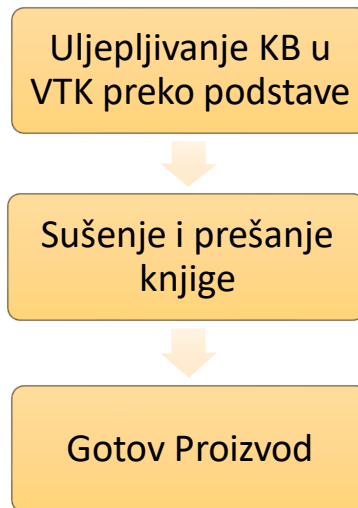 Uljepljivanje KB u
VTK preko podstave
Sušenje i prešanje
knjige
Gotov Proizvod